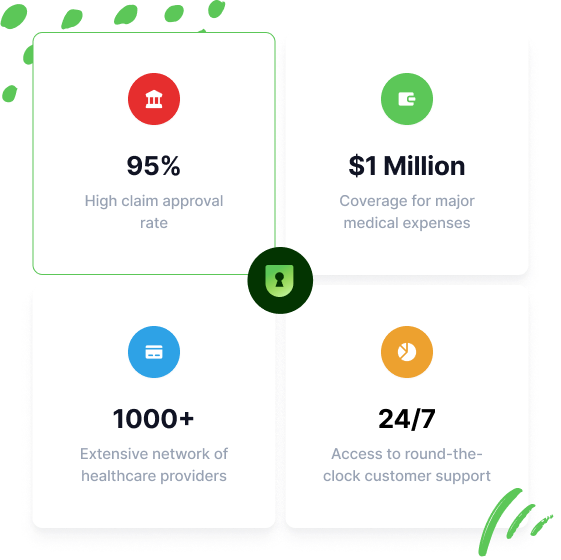 95%
High claim approval
rate
$1 Million
Coverage for major
medical expenses
1000+
Extensive network of
healthcare providers
24/7
Access to round-the-
clock customer support